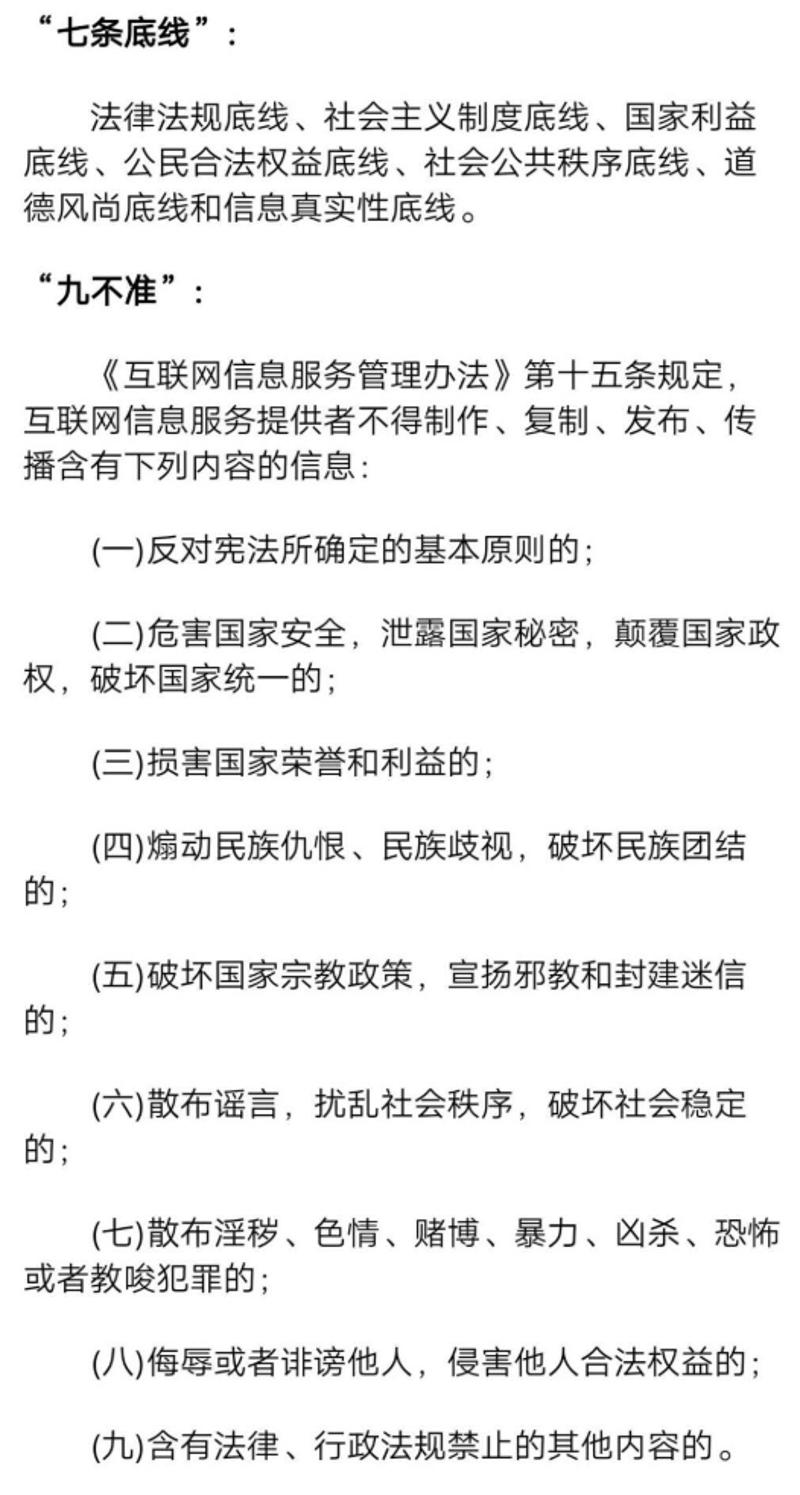 “七条底线”:
法律法规底线、社会主义制度底线、国家利益
底线、公民合法权益底线、社会公共秩序底线、道
德风尚底线和信息真实性底线。
“九不准”:
《互联网信息服务管理办法》第十五条规定，
互联网信息服务提供者不得制作、复制、发布、传
播含有下列内容的信息:
(一)反对宪法所确定的基本原则的;
(二)危害国家安全，泄露国家秘密，颠覆国家政
权，破坏国家统一的;
(三)损害国家荣誉和利益的;
(四)煽动民族仇恨、民族歧视，破坏民族团结
的;
(五)破坏国家宗教政策，宣扬邪教和封建迷信
的;
(六)散布谣言，扰乱社会秩序，破坏社会稳定
的;
(七)散布淫秽、色情、赌博、暴力、凶杀、恐怖
或者教唆犯罪的;
(八)侮辱或者诽谤他人，侵害他人合法权益的;
(九)含有法律、行政法规禁止的其他内容的。